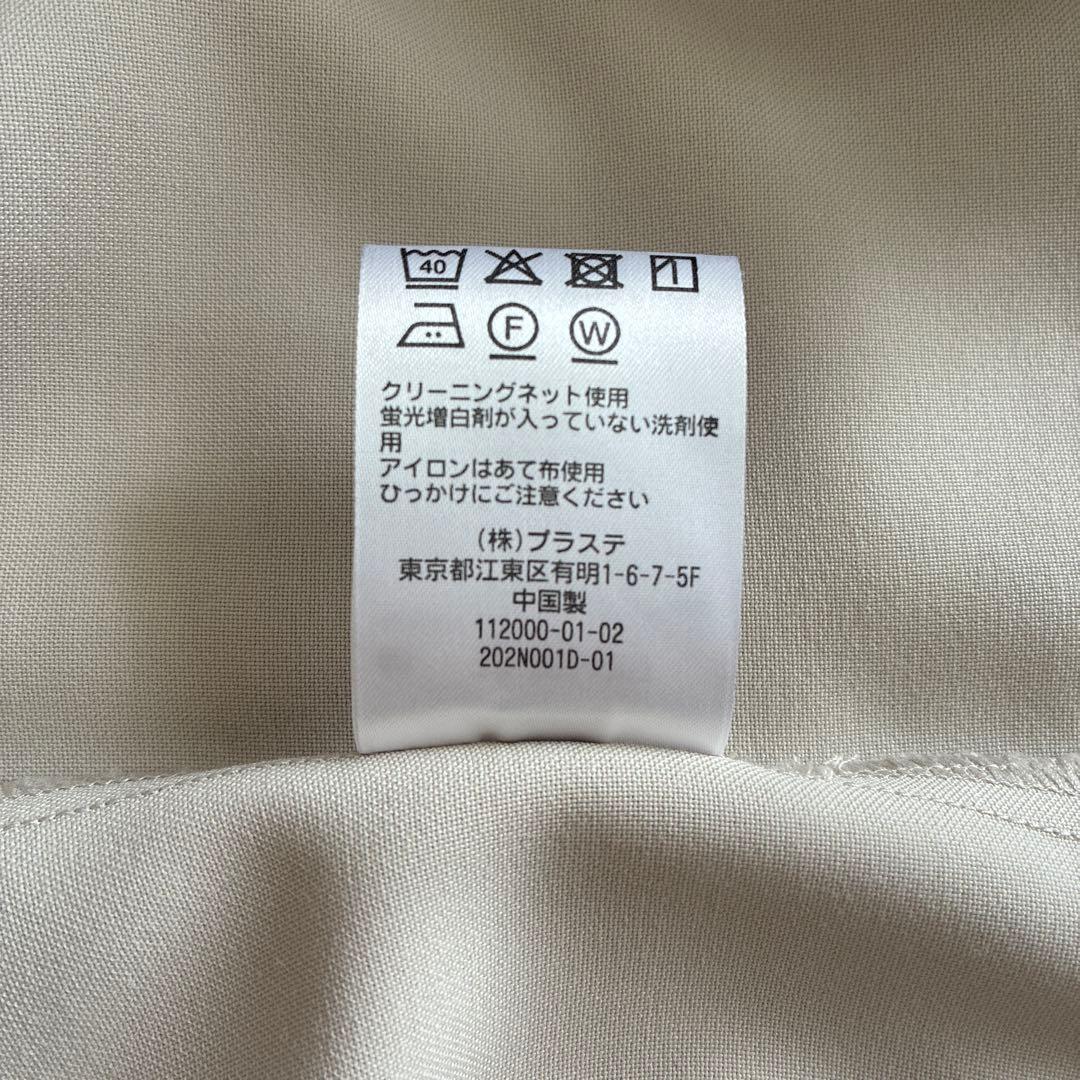 40
F W
クリーニングネット使用
蛍光増白剤が入っていない洗剤使
用
アイロンはあて布使用
ひっかけにご注意ください
(株)プラステ
東京都江東区有明1-6-7-5F
中国製
112000-01-02
202N001D-01